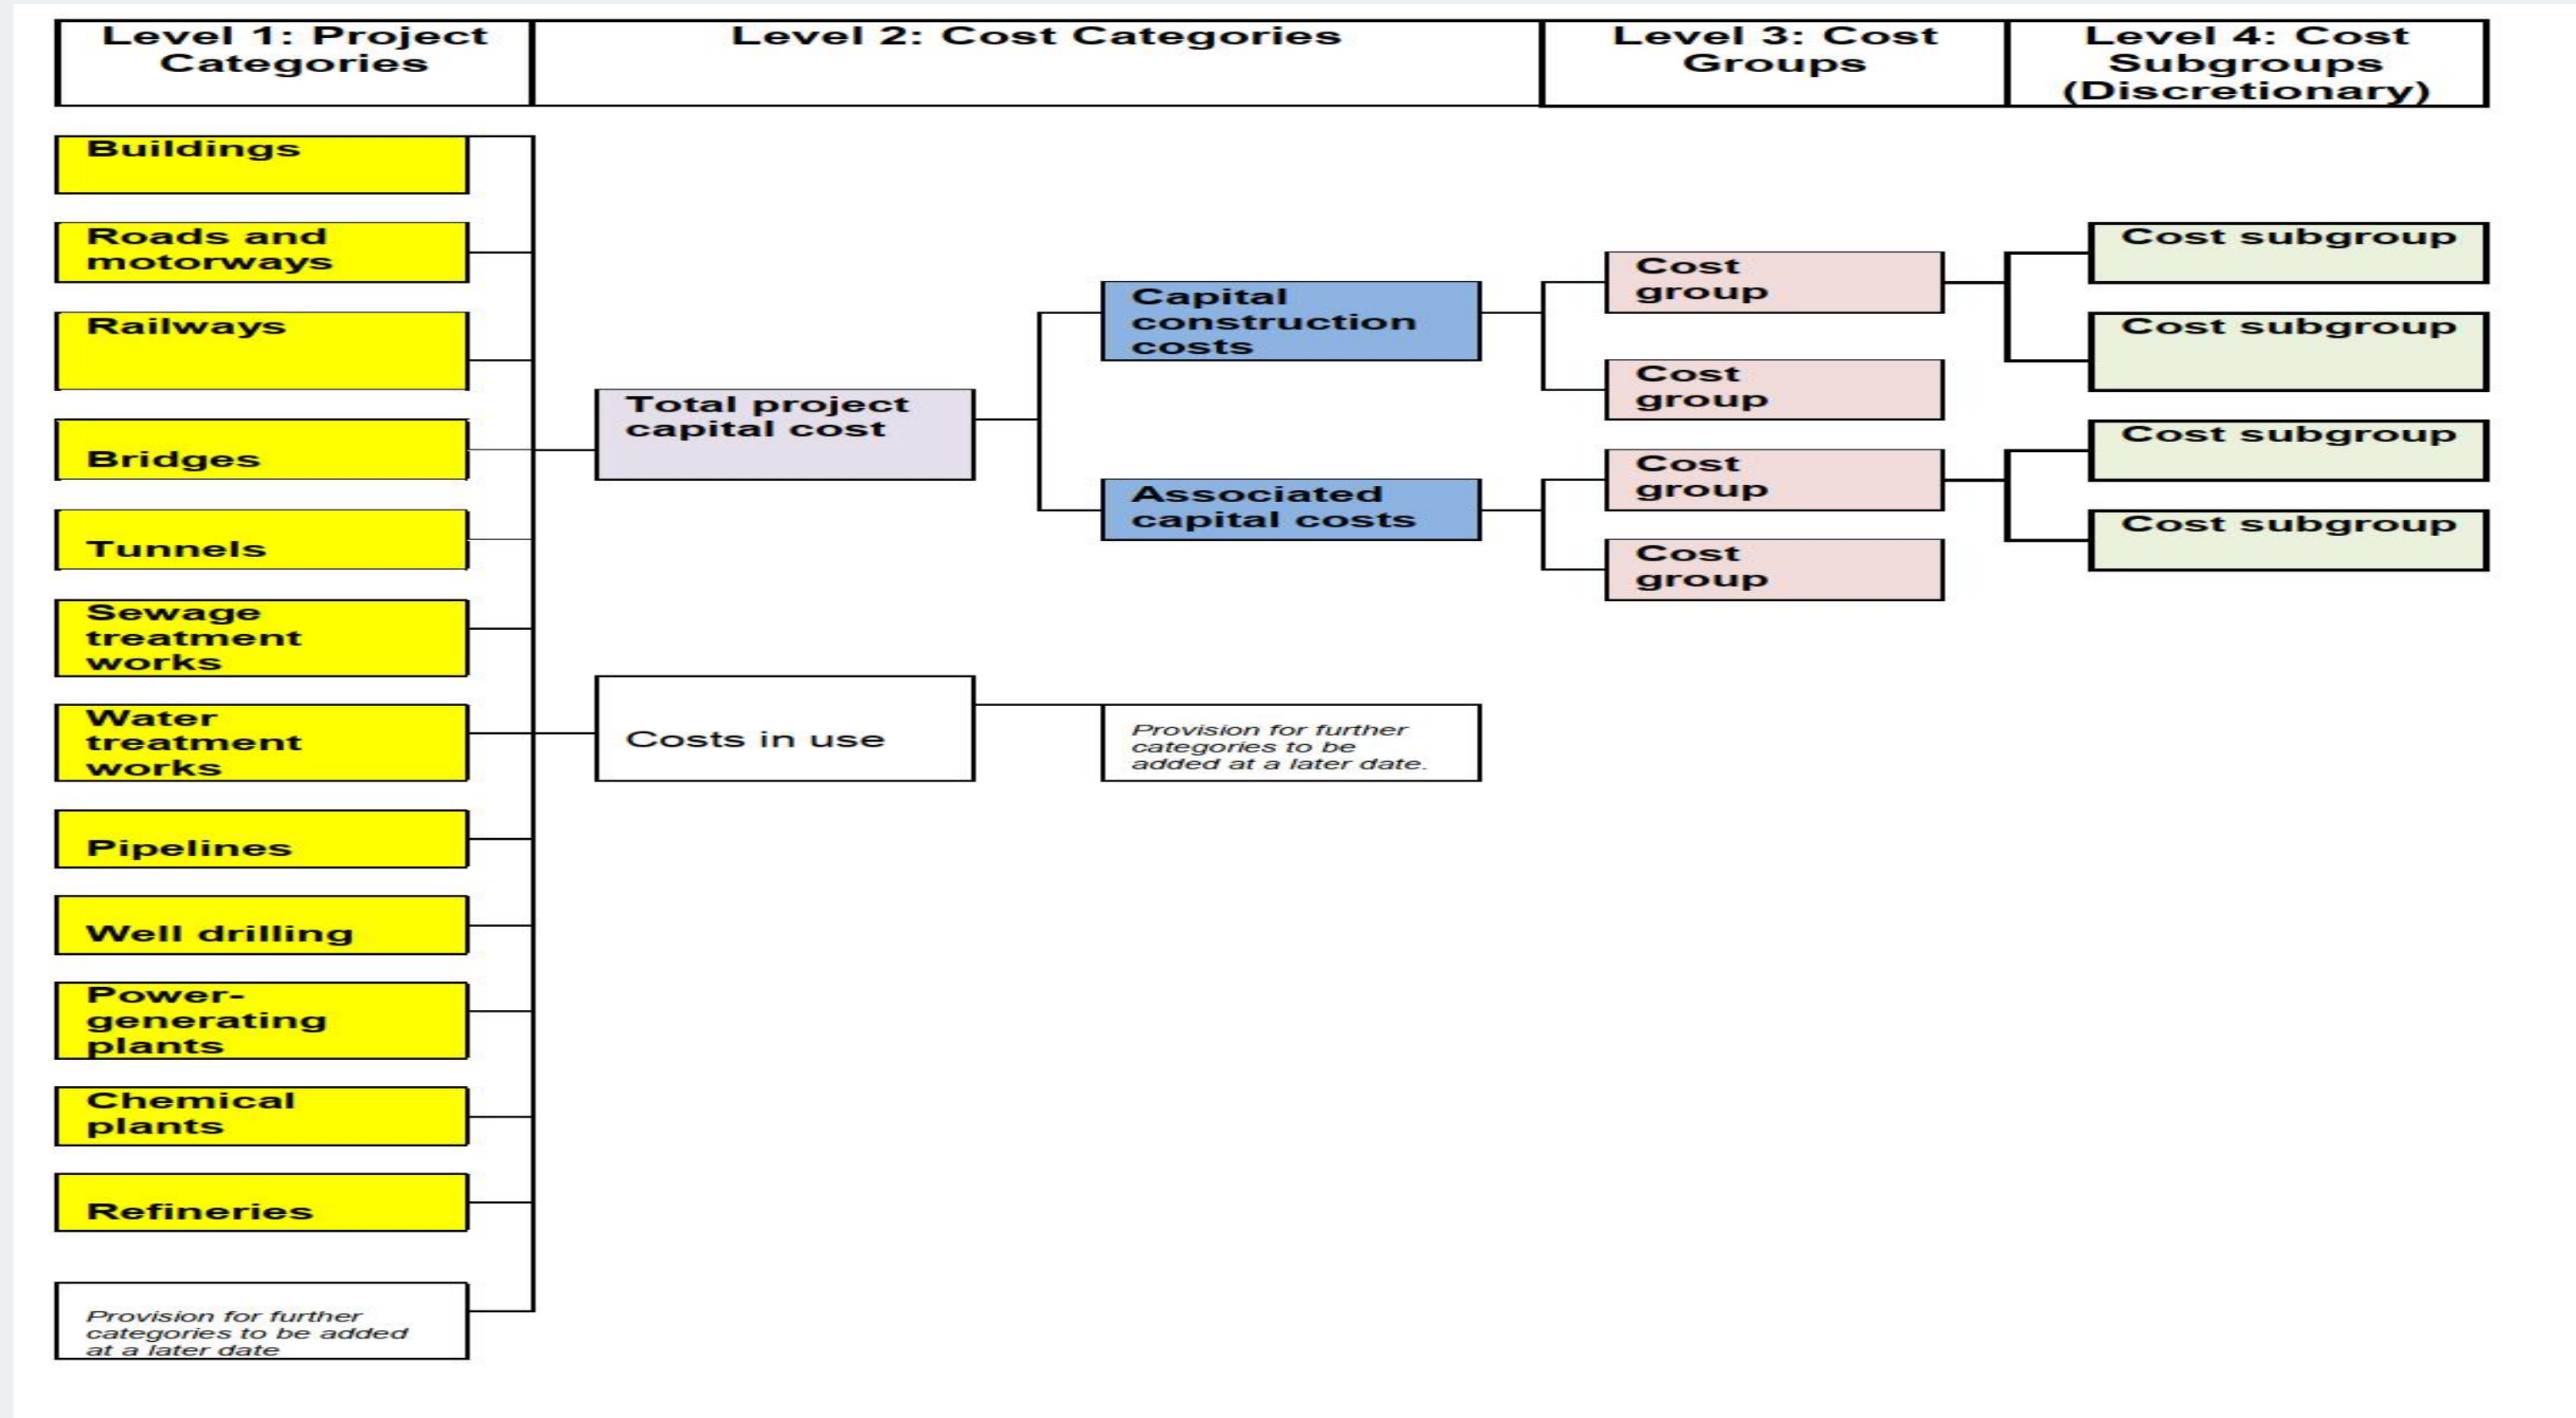 Level 1: Project
Categories
Level 2: Cost Categories
Level 3: Cost
Groups
Level 4: Cost
Subgroups
(Discretionary)
Buildings
Roads and
motorways
Railways
Bridges
Tunnels
Sewage
treatment
works
Water
treatment
works
Pipelines
Well drilling
Power-
generating
plants
Chemical
plants
Refineries
Provision for further
categories to be added
at a later date
Total project
capital cost
Costs in use
Capital
construction
costs
Associated
capital costs
Provision for further
categories to be
added at a later date.
Cost
group
Cost
group
Cost
group
Cost
group
Cost subgroup
Cost subgroup
Cost subgroup
Cost subgroup